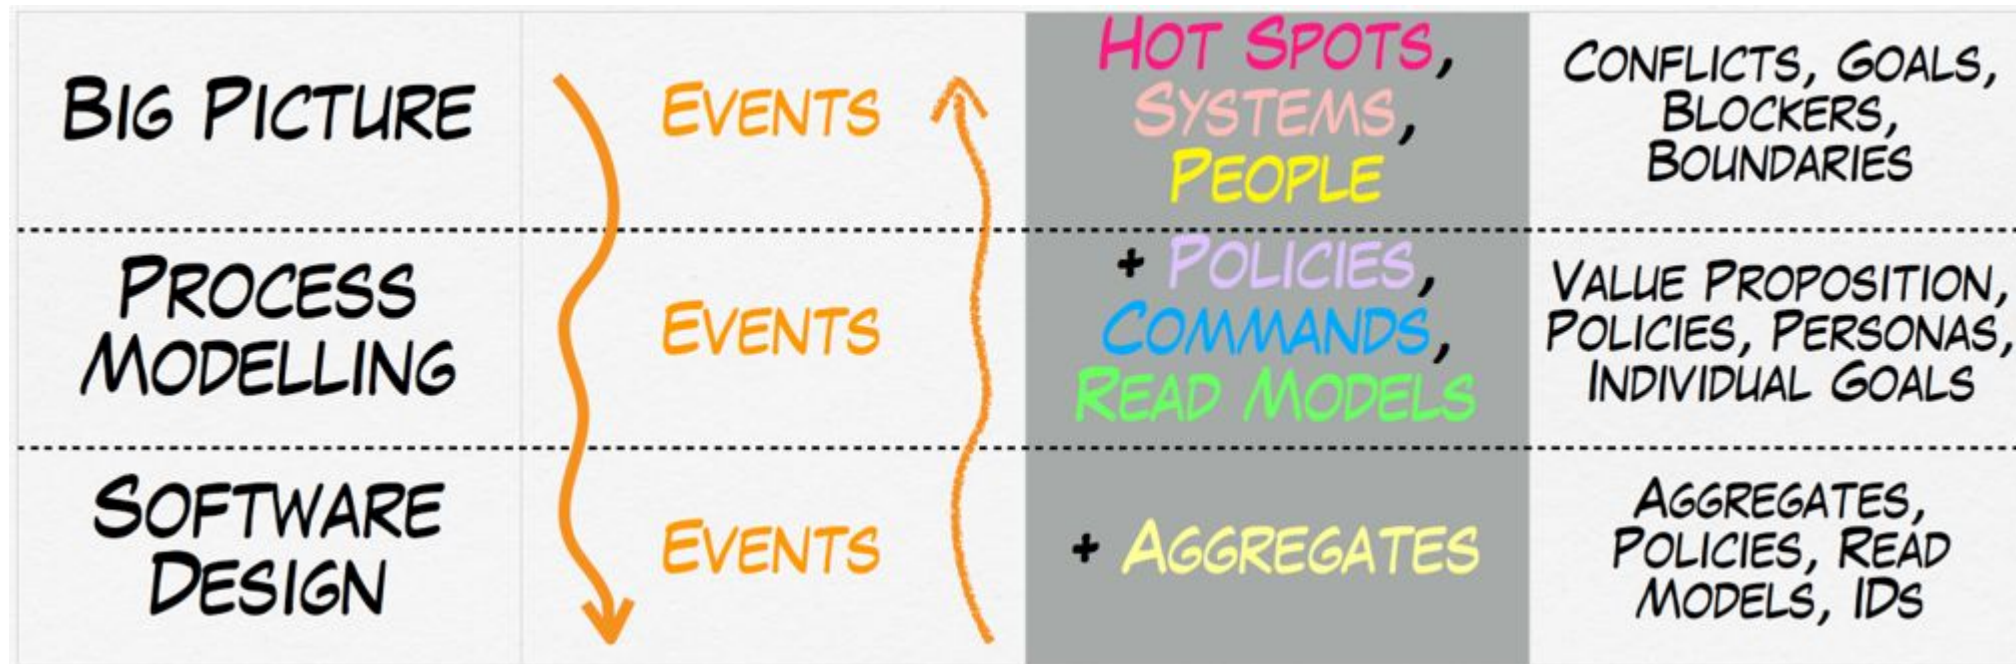 BIG PICTURE
EVENTS
HOT SPOTS,
SYSTEMS,
PEOPLE
CONFLICTS, GOALS,
BLOCKERS,
BOUNDARIES
PROCESS
MODELLING
EVENTS
+ POLICIES,
COMMANDS,
READ MODELS
VALUE PROPOSITION,
POLICIES, PERSONAS,
INDIVIDUAL GOALS
SOFTWARE
DESIGN
EVENTS
+ AGGREGATES
AGGREGATES,
POLICIES, READ
MODELS, IDS